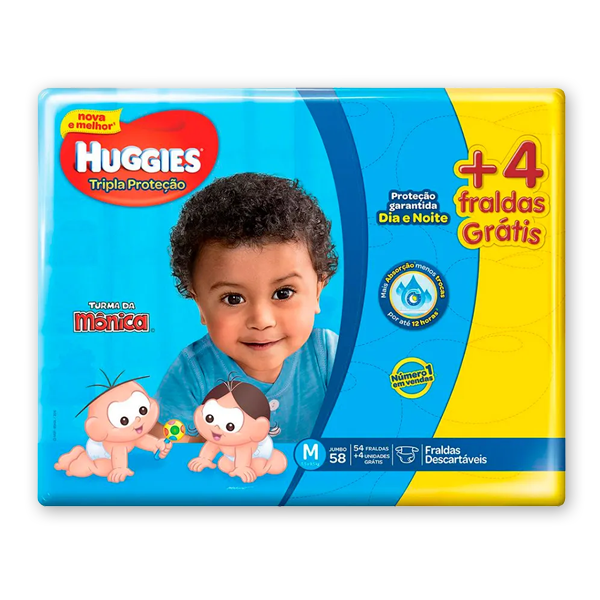 nova
e melhor¹
HUGGIES
Tripla Proteção
TURMA DA
Mônica
Proteção
garantida
Dia e Noite
Mais Absorção menos trocas
por até 12 horas
Número 1
em vendas
+4
fraldas
Grátis
M
JUMBO
58
54 FRALDAS
+4 UNIDADES
GRÁTIS
Fraldas
Descartáveis